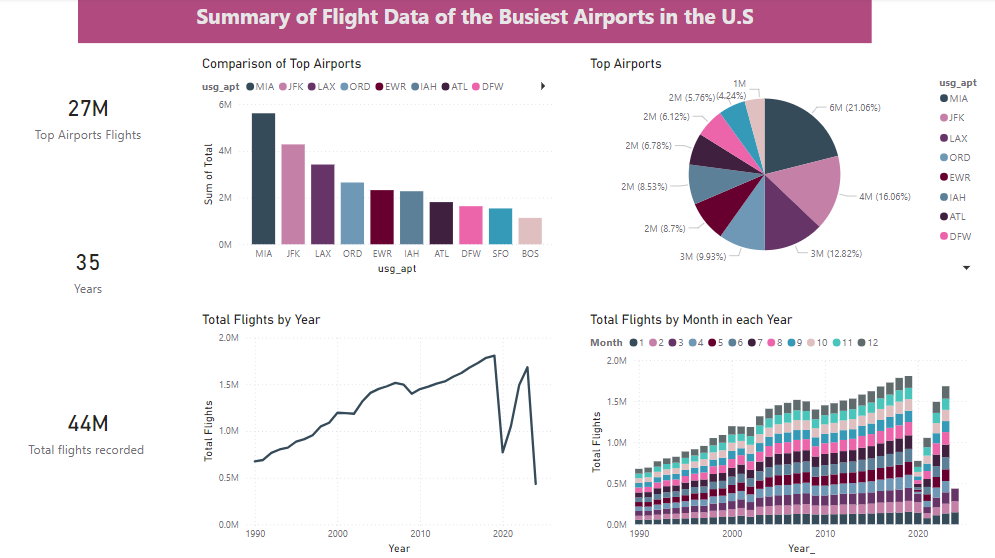 Summary of Flight Data of the Busiest Airports in the U.S
27M
Top Airports Flights
35
Years
44M
Total flights recorded
Comparison of Top Airports
usg_apt MIA JFK LAX ORD EWR IAH ATL DFW
6M
4M
2M
0M
Sum of Total
MIA JFK LAX ORD EWR IAH ATL DFW SFO BOS
usg_apt
Top Airports
1M
(4.24%)
2M (5.76%)
2M (6.12%)
2M (6.78%)
2M (8.53%)
2M (8.7%)
3M (9.93%)
3M (12.82%)
4M (16.06%)
6M (21.06%)
usg_apt
MIA
JFK
LAX
ORD
EWR
IAH
ATL
DFW
Total Flights by Year
2.0M
1.5M
1.0M
0.5M
0.0M
Total Flights
1990 2000 2010 2020
Year
Total Flights by Month in each Year
Month 1 2 3 4 5 6 7 8 9 10 11 12
2.0M
1.5M
1.0M
0.5M
0.0M
Total Flights
1990 2000 2010 2020
Year_